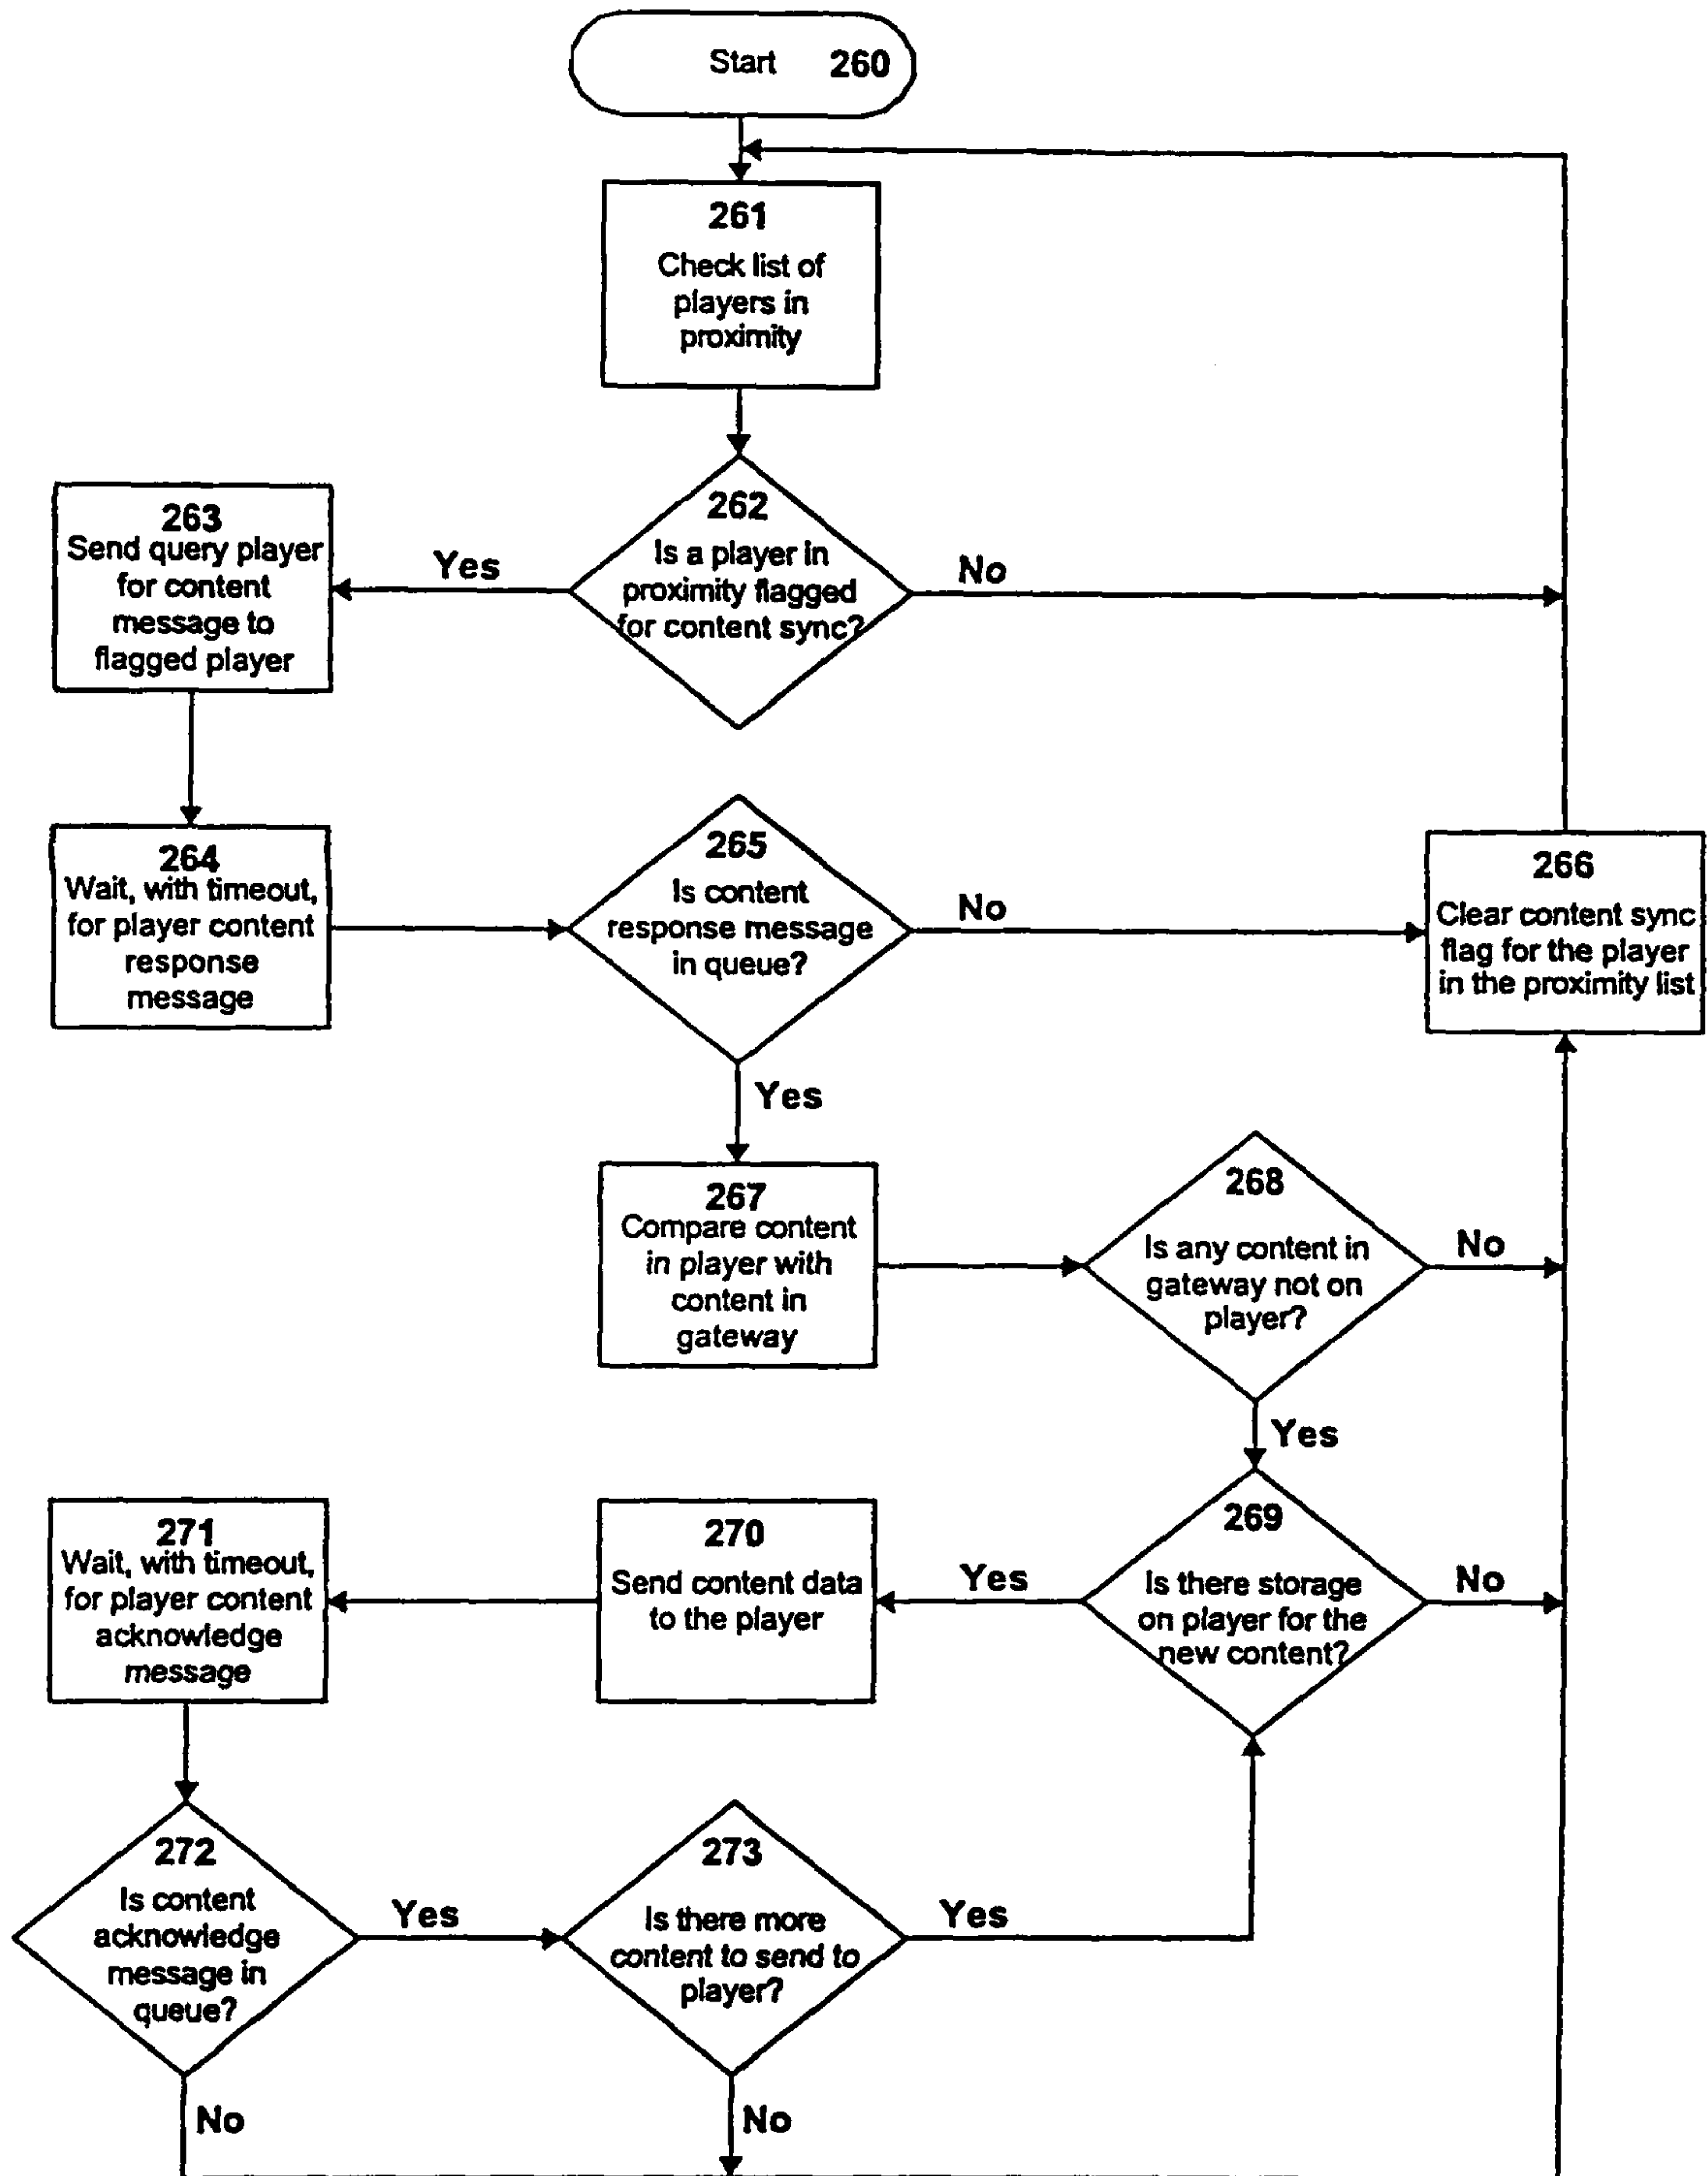 Start 260
261
Check list of
players in
proximity
262
Is a player in
proximity flagged
for content sync?
Yes
No
263
Send query player
for content
message to
flagged player
264
Wait, with timeout,
for player content
response
message
265
Is content
response message
in queue?
No
Yes
266
Clear content sync
flag for the player
in the proximity list
267
Compare content
in player with
content in
gateway
268
Is any content in
gateway not on
player?
No
Yes
269
Is there storage
on player for the
new content?
No
Yes
270
Send content data
to the player
271
Wait, with timeout,
for player content
acknowledge
message
272
Is content
acknowledge
message in
queue?
Yes
No
273
Is there more
content to send to
player?
Yes
No